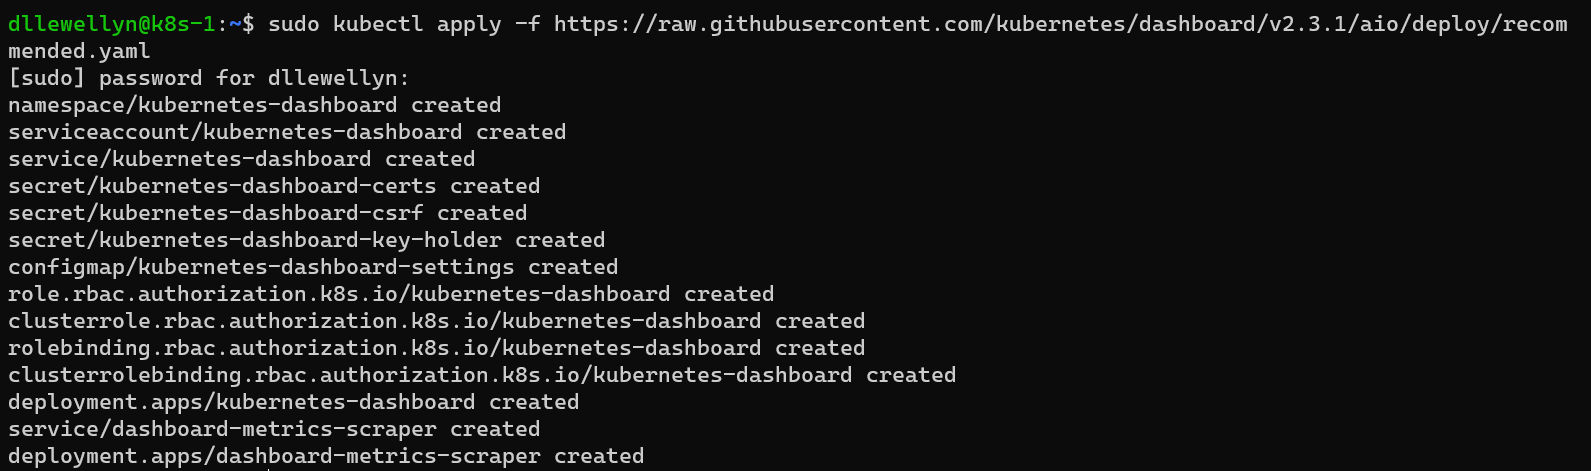 dllewellyn@k8s-1:~$ sudo kubectl apply -f https://raw.githubusercontent.com/kubernetes/dashboard/v2.3.1/aio/deploy/recom
mended.yaml
[sudo] password for dllewellyn:
namespace/kubernetes-dashboard created
serviceaccount/kubernetes-dashboard created
service/kubernetes-dashboard created
secret/kubernetes-dashboard-certs created
secret/kubernetes-dashboard-csrf created
secret/kubernetes-dashboard-key-holder created
configmap/kubernetes-dashboard-settings created
role.rbac.authorization.k8s.io/kubernetes-dashboard created
clusterrole.rbac.authorization.k8s.io/kubernetes-dashboard created
rolebinding.rbac.authorization.k8s.io/kubernetes-dashboard created
clusterrolebinding.rbac.authorization.k8s.io/kubernetes-dashboard created
deployment.apps/kubernetes-dashboard created
service/dashboard-metrics-scraper created
deployment.apps/dashboard-metrics-scraper created